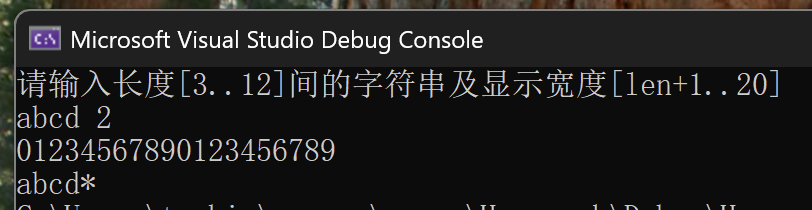 Microsoft Visual Studio Debug Console
请输入长度[3..12]间的字符串及显示宽度[len+1..20]
abcd 2
01234567890123456789
abcd*